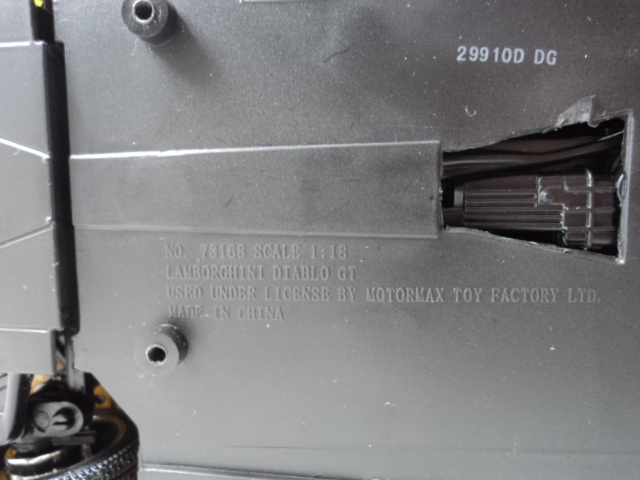 29910D DG
NO. 73168 SCALE 1:18
LAMBORGHINI DIABLO GT
USED UNDER LICENSE BY MOTORMAX TOY FACTORY LTD.
MADE IN CHINA